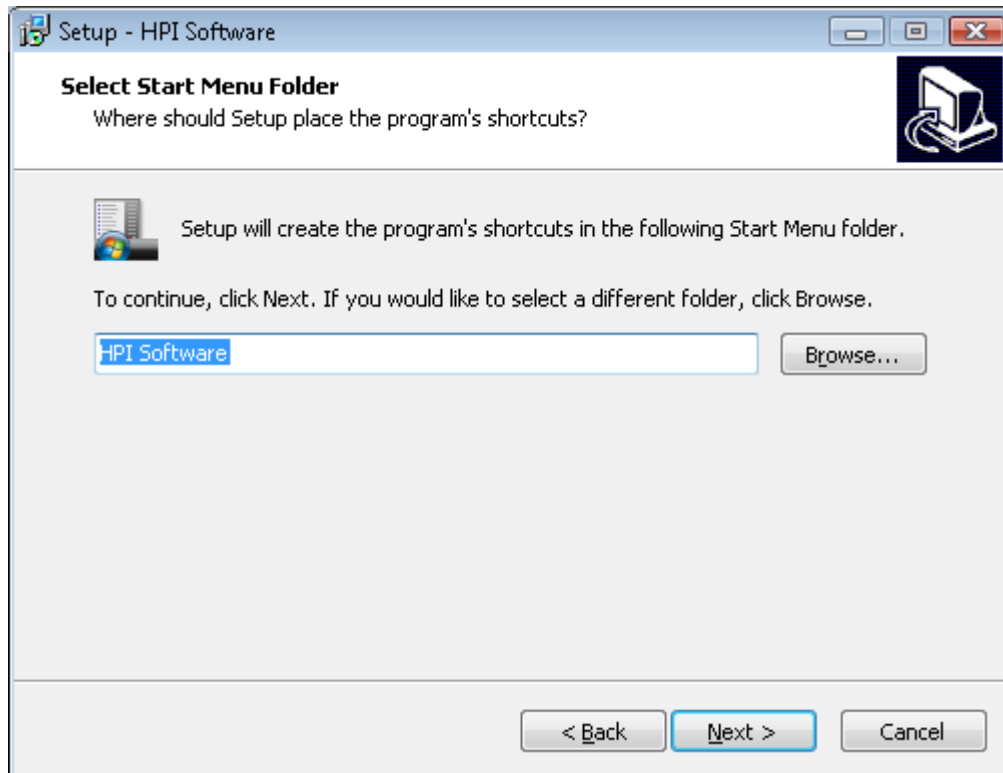 Setup - HPI Software
Select Start Menu Folder
Where should Setup place the program's shortcuts?
Setup will create the program's shortcuts in the following Start Menu folder.
To continue, click Next. If you would like to select a different folder, click Browse.
HPI Software
Browse...
< Back
Next >
Cancel